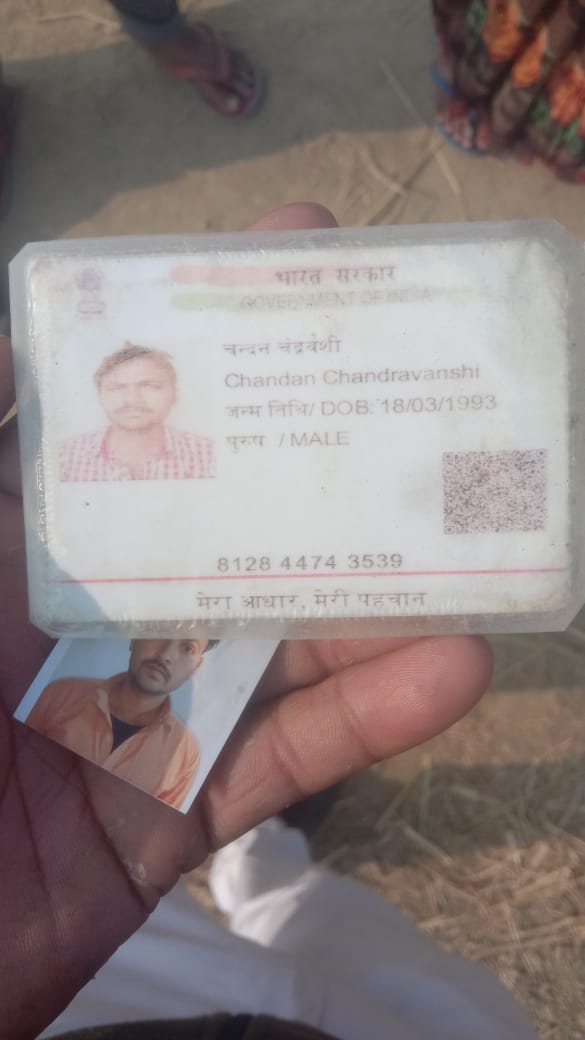 भारत सरकार
GOVERNMENT OF INDIA
चन्दन
Chandan Chandravanshi
जन्म तिथि/ DOB: 18/03/1993
पुरुष / MALE
8128 4474 3539
मेरा आधार, मेरी पहचान